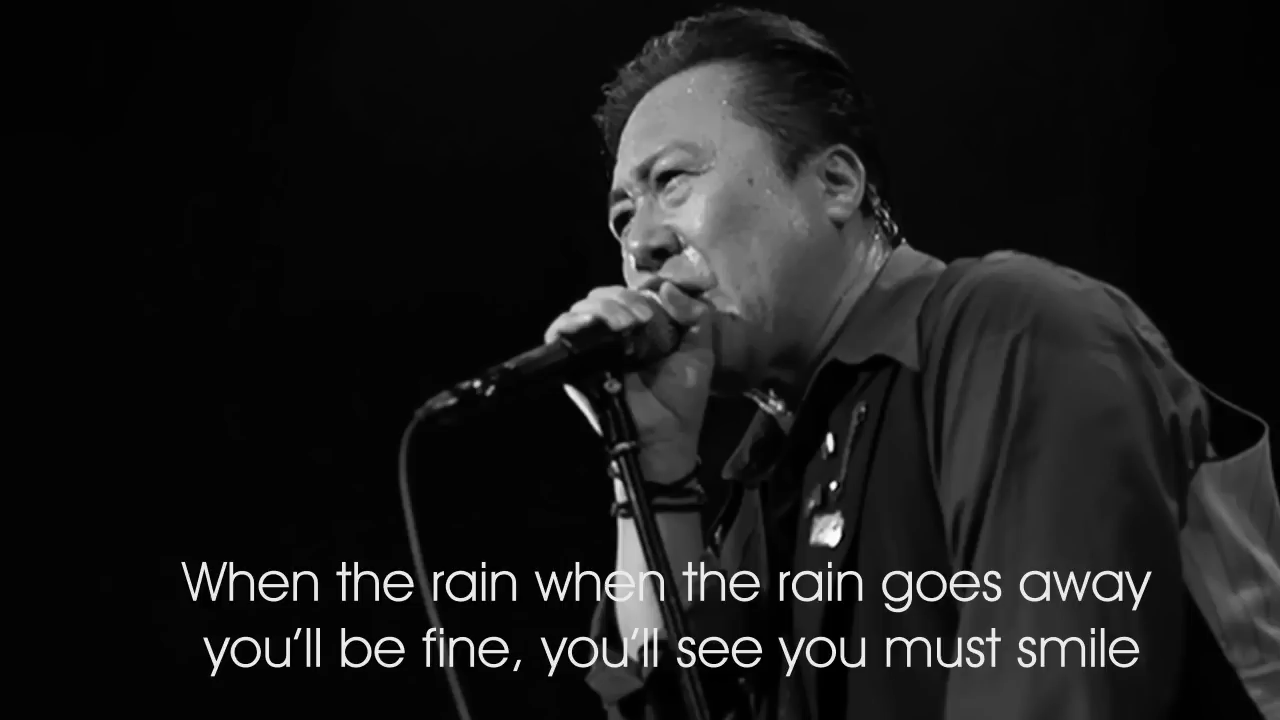 When the rain when the rain goes away
you'll be fine, you'll see you must smile